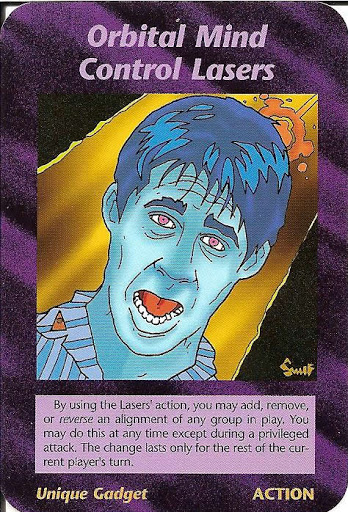 Orbital Mind
Control Lasers
By using the Lasers' action, you may add, remove,
or reverse an alignment of any group in play. You
may do this at any time except during a privileged
attack. The change lasts only for the rest of the cur-
rent player's turn.
Unique Gadget
ACTION